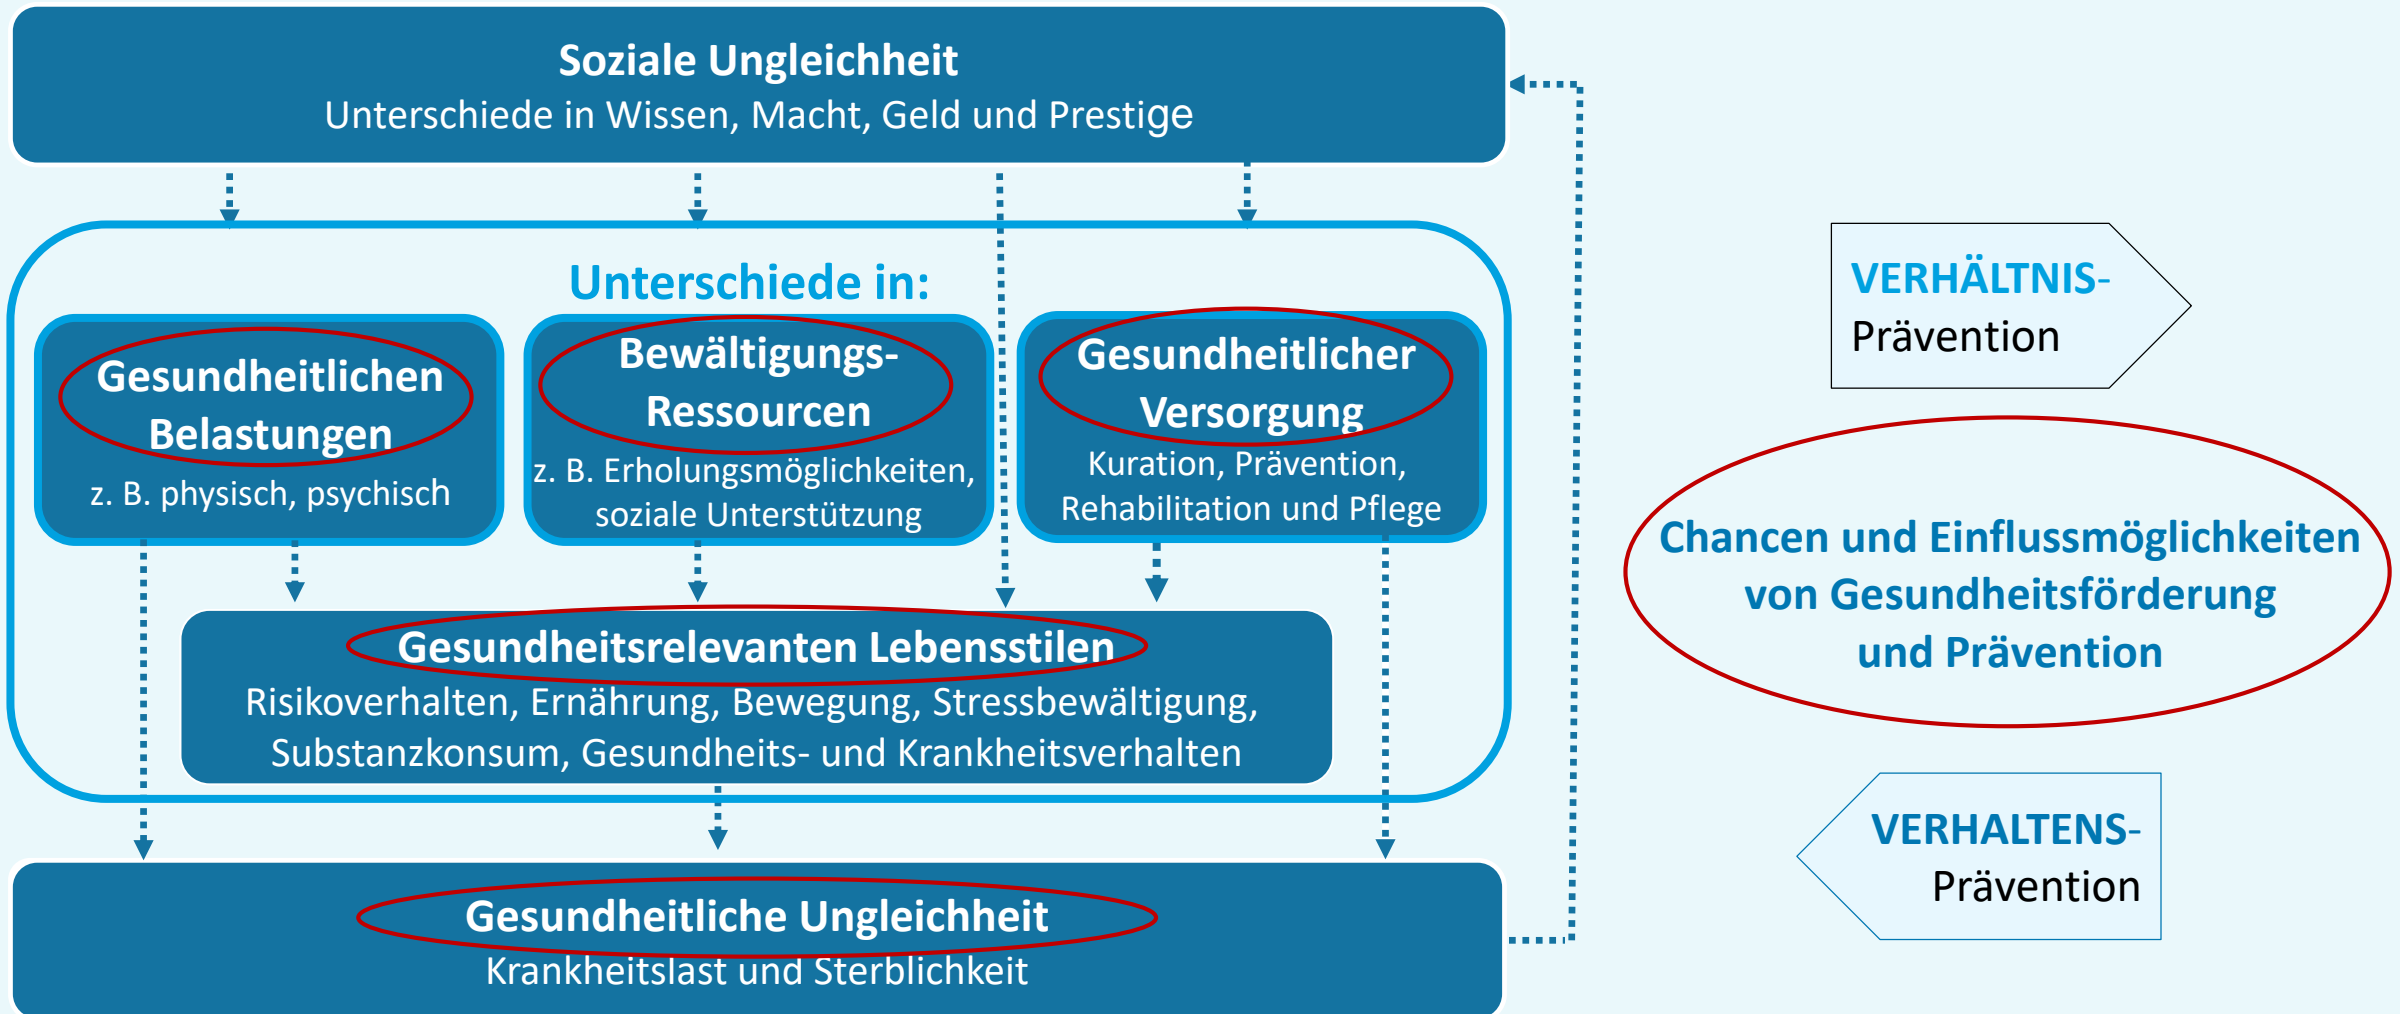 Soziale Ungleichheit
Unterschiede in Wissen, Macht, Geld und Prestige
Unterschiede in:
Gesundheitlichen
Belastungen
z. B. physisch, psychisch
Bewältigungs-
Ressourcen
z. B. Erholungsmöglichkeiten,
soziale Unterstützung
Gesundheitlicher
Versorgung
Kuration, Prävention,
Rehabilitation und Pflege
Gesundheitsrelevanten Lebensstilen
Risikoverhalten, Ernährung, Bewegung, Stressbewältigung,
Substanzkonsum, Gesundheits- und Krankheitsverhalten
Gesundheitliche Ungleichheit
Krankheitslast und Sterblichkeit
VERHÄLTNIS-
Prävention
Chancen und Einflussmöglichkeiten
von Gesundheitsförderung
und Prävention
VERHALTENS-
Prävention